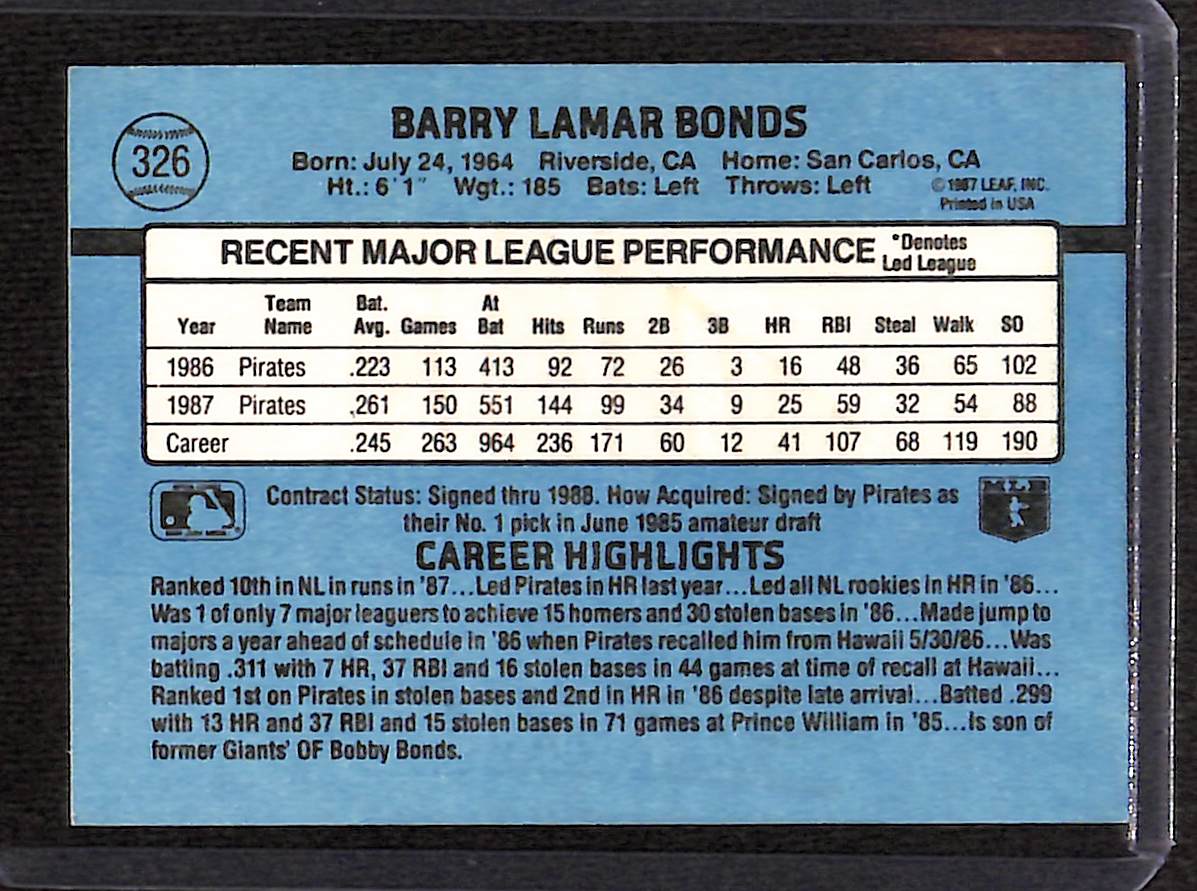 326
BARRY LAMAR BONDS
Born: July 24, 1964 Riverside, CA Home: San Carlos, CA
Ht.: 6'1" Wgt.: 185 Bats: Left Throws: Left
©1987 LEAF, INC.
Printed in USA
RECENT MAJOR LEAGUE PERFORMANCE
*Denotes
Led League
Year Team Name Bat. Avg. Games At Bat Hits Runs 2B 3B HR RBI Steal Walk SO
1986 Pirates .223 113 413 92 72 26 3 16 48 36 65 102
1987 Pirates .261 150 551 144 99 34 9 25 59 32 54 88
Career .245 263 964 236 171 60 12 41 107 68 119 190
Contract Status: Signed thru 1988. How Acquired: Signed by Pirates as
their No. 1 pick in June 1985 amateur draft
MLB
CAREER HIGHLIGHTS
Ranked 10th in NL in runs in '87...Led Pirates in HR last year...Led all NL rookies in HR in '86...
Was 1 of only 7 major leaguers to achieve 15 homers and 30 stolen bases in '86...Made jump to
majors a year ahead of schedule in '86 when Pirates recalled him from Hawaii 5/30/86...Was
batting .311 with 7 HR, 37 RBI and 16 stolen bases in 44 games at time of recall at Hawaii...
Ranked 1st on Pirates in stolen bases and 2nd in HR in '86 despite late arrival...Batted .299
with 13 HR and 37 RBI and 15 stolen bases in 71 games at Prince William in '85...Is son of
former Giants' OF Bobby Bonds.